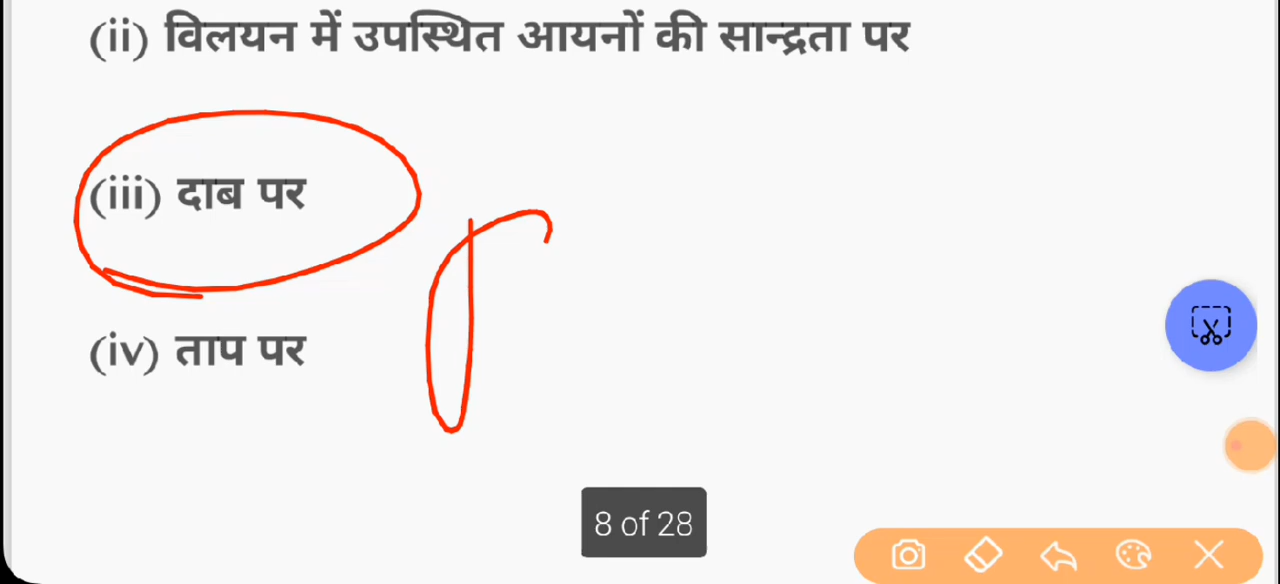 (ii) विलयन में उपस्थित आयनों की सान्द्रता पर
(iii) दाब पर
(iv) ताप पर
8 of 28